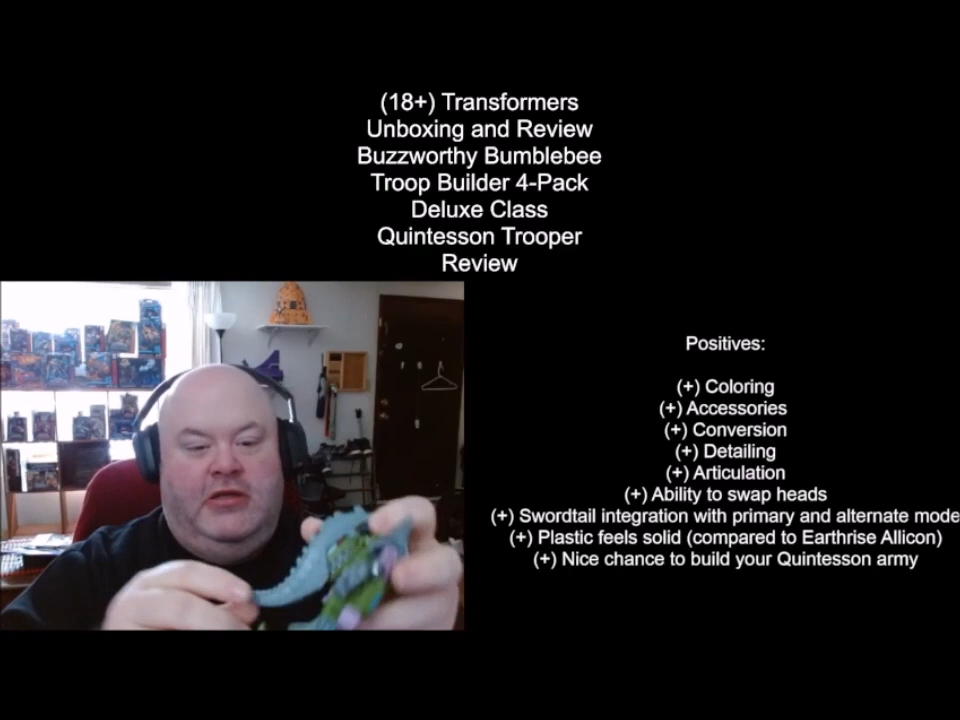 (18+) Transformers
Unboxing and Review
Buzzworthy Bumblebee
Troop Builder 4-Pack
Deluxe Class
Quintesson Trooper
Review
Positives:
(+) Coloring
(+) Accessories
(+) Conversion
(+) Detailing
(+) Articulation
(+) Ability to swap heads
(+) Swordtail integration with primary and alternate mode
(+) Plastic feels solid (compared to Earthrise Allicon)
(+) Nice chance to build your Quintesson army